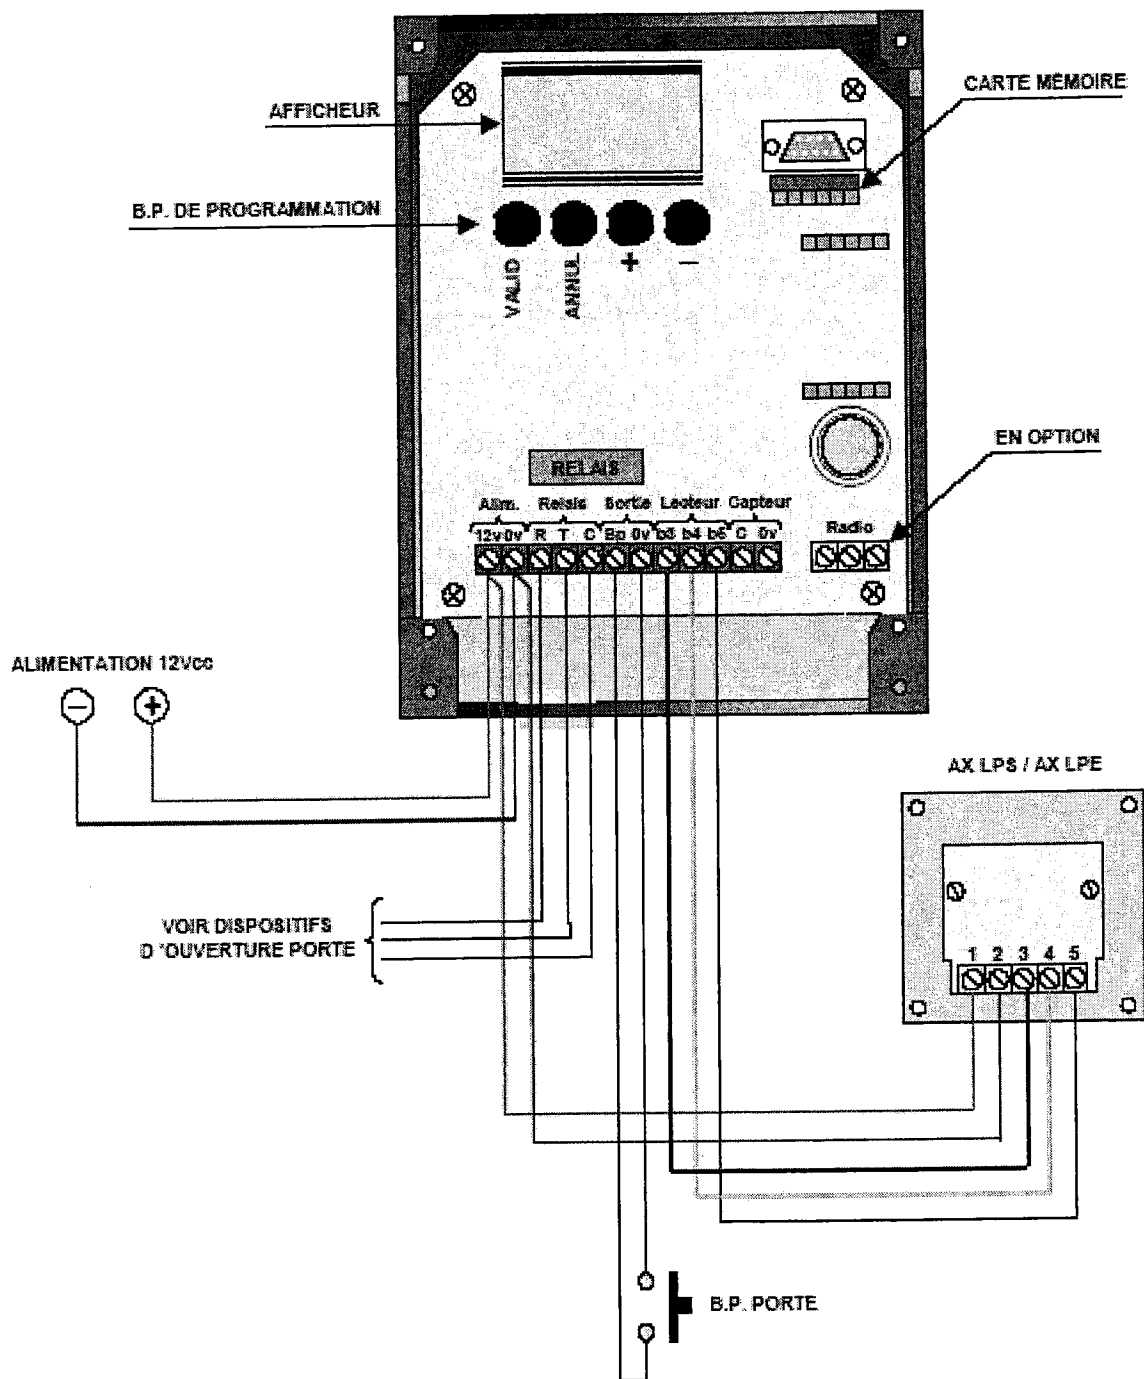 CARTE MÉMOIRE
AFFICHEUR
B.P. DE PROGRAMMATION
VALID
ANNUL
+
−
EN OPTION
RELAIS
Alim. Relais Sortie Lecteur Capteur
12v 0v R T C Bp 0v b3 b4 b5 C 0v
Radio
ALIMENTATION 12Vcc
− +
AX LPS / AX LPE
VOIR DISPOSITIFS
D 'OUVERTURE PORTE
1 2 3 4 5
B.P. PORTE